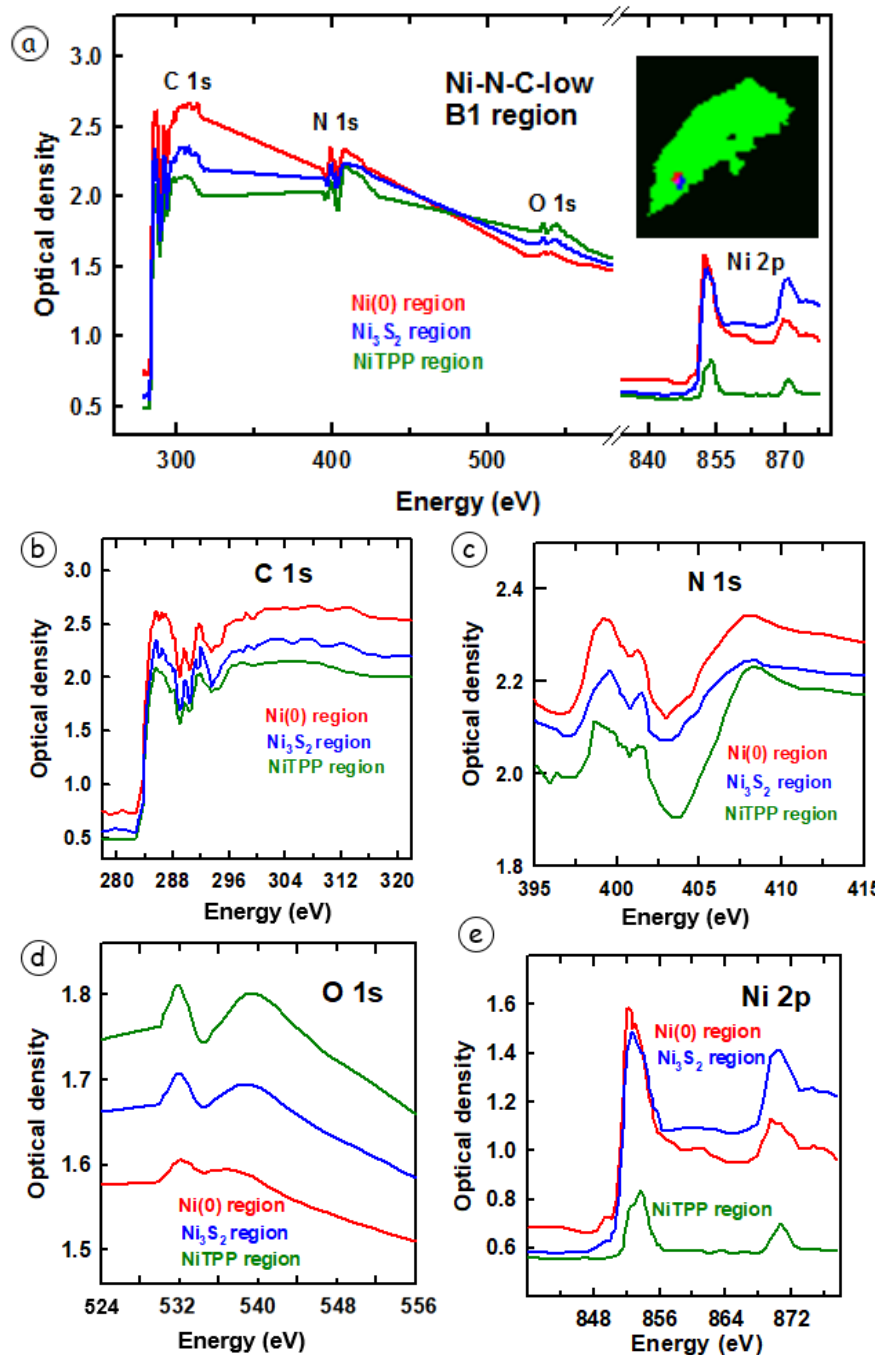 a
3.0
2.5
2.0
1.5
1.0
0.5
Optical density
C 1s
N 1s
O 1s
Ni-N-C-low
B1 region
Ni 2p
Ni(0) region
Ni3S2 region
NiTPP region
300 400 500 840 855 870
Energy (eV)
b
C 1s
3.0
2.5
2.0
1.5
1.0
0.5
Optical density
Ni(0) region
Ni3S2 region
NiTPP region
280 288 296 304 312 320
Energy (eV)
c
N 1s
2.4
2.2
2.0
1.8
Optical density
Ni(0) region
Ni3S2 region
NiTPP region
395 400 405 410 415
Energy (eV)
d
O 1s
1.8
1.7
1.6
1.5
Optical density
Ni(0) region
Ni3S2 region
NiTPP region
524 532 540 548 556
Energy (eV)
e
Ni 2p
1.6
1.4
1.2
1.0
0.8
0.6
Optical density
Ni(0) region
Ni3S2 region
NiTPP region
848 856 864 872
Energy (eV)